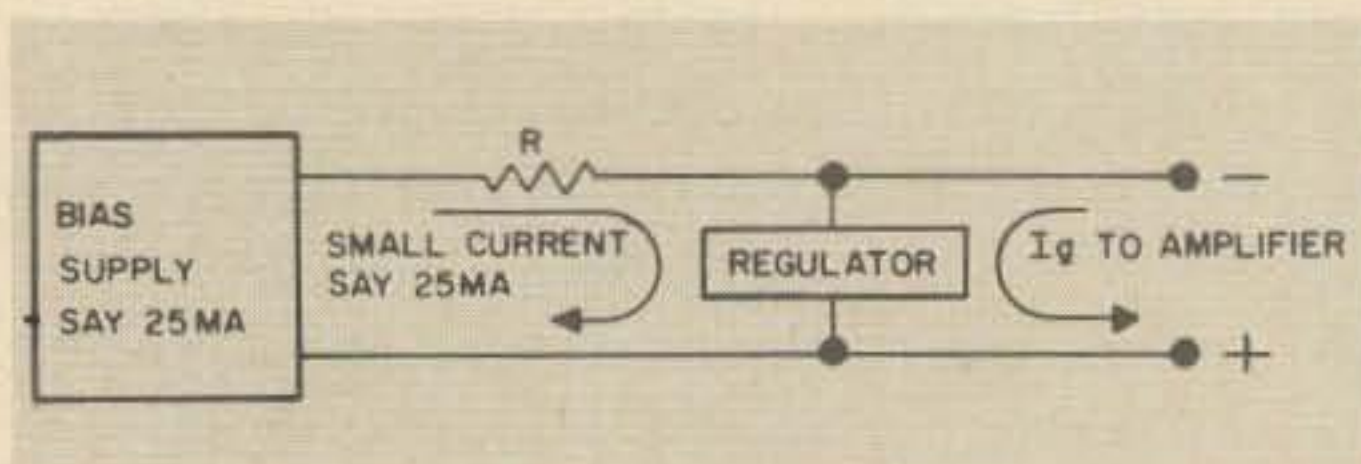 R
BIAS
SUPPLY
SAY 25MA
SMALL CURRENT
SAY 25MA
REGULATOR
Ig TO AMPLIFIER
−
+